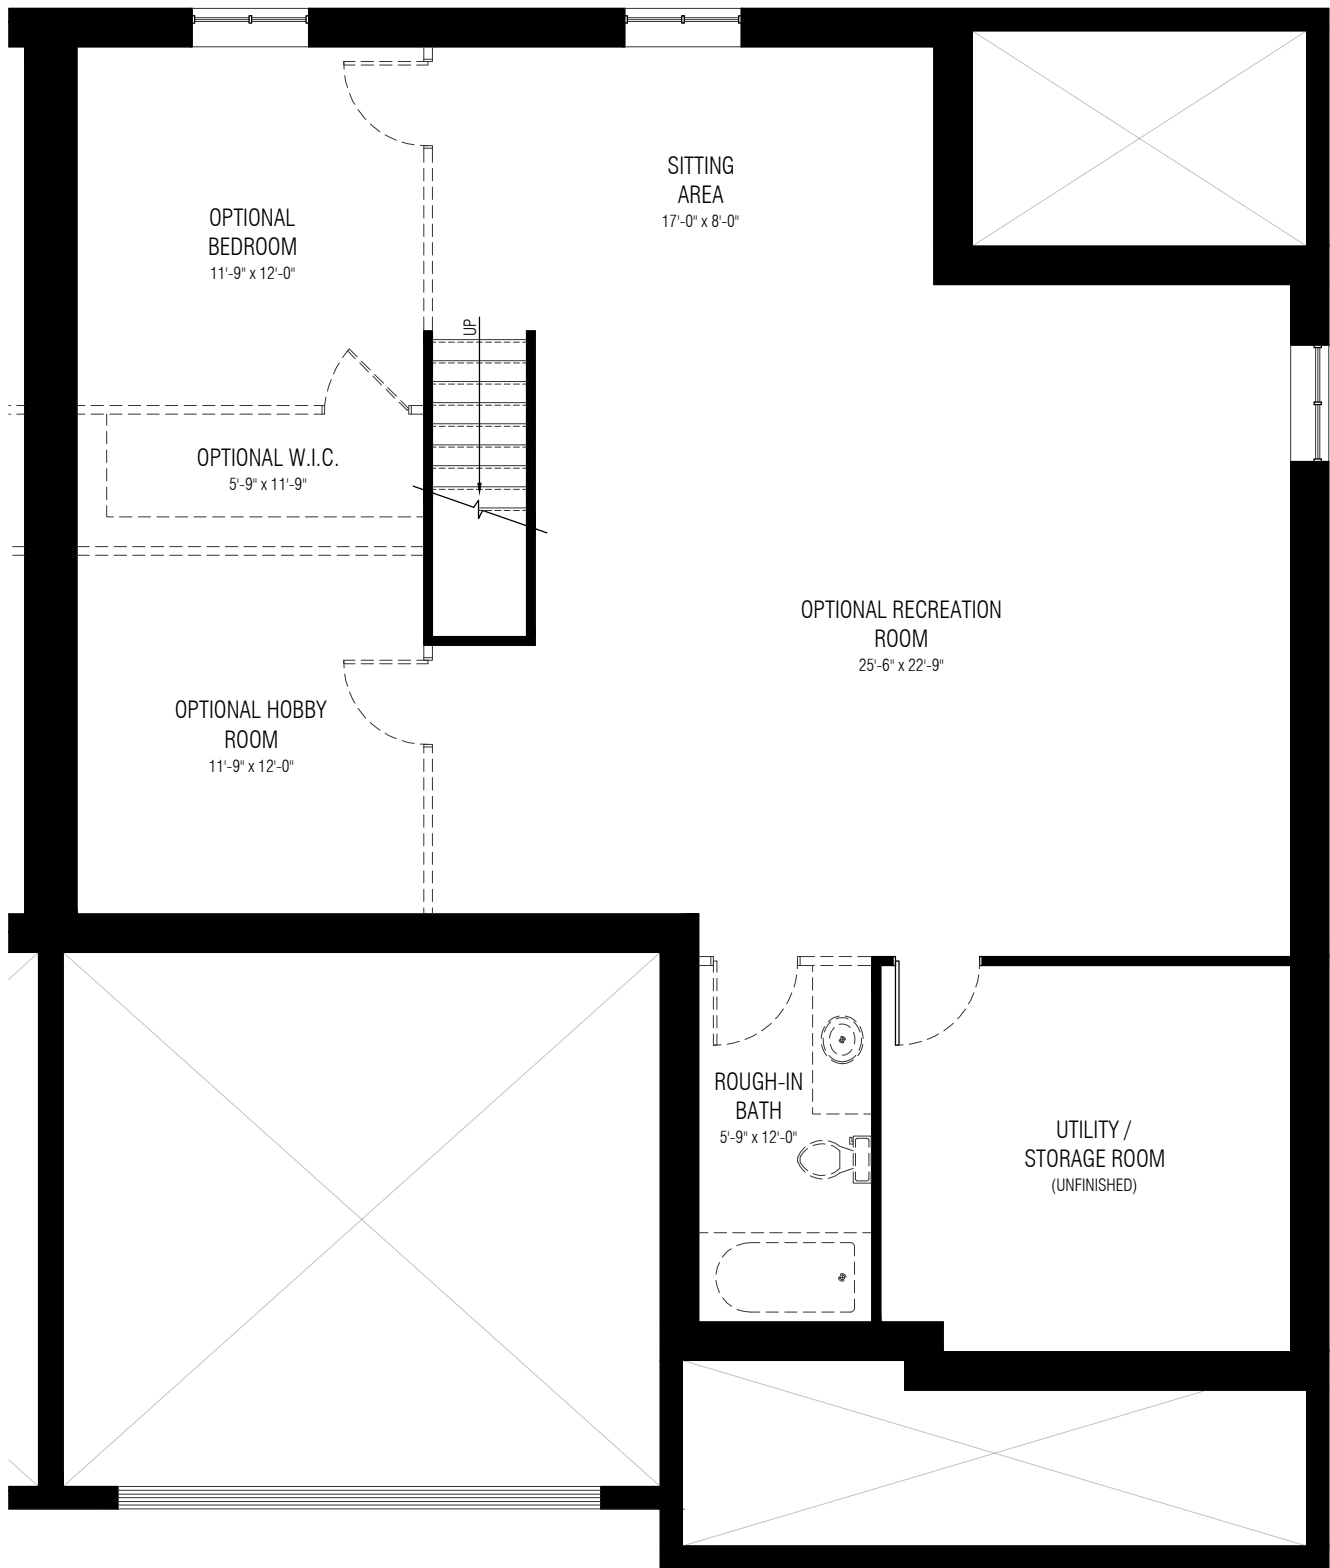 SITTING
AREA
17'-0" x 8'-0"
OPTIONAL
BEDROOM
11'-9" x 12'-0"
UP
OPTIONAL W.I.C.
5'-9" x 11'-9"
OPTIONAL RECREATION
ROOM
25'-6" x 22'-9"
OPTIONAL HOBBY
ROOM
11'-9" x 12'-0"
ROUGH-IN
BATH
5'-9" x 12'-0"
UTILITY /
STORAGE ROOM
(UNFINISHED)